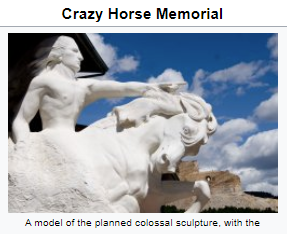 Crazy Horse Memorial
A model of the planned colossal sculpture, with the